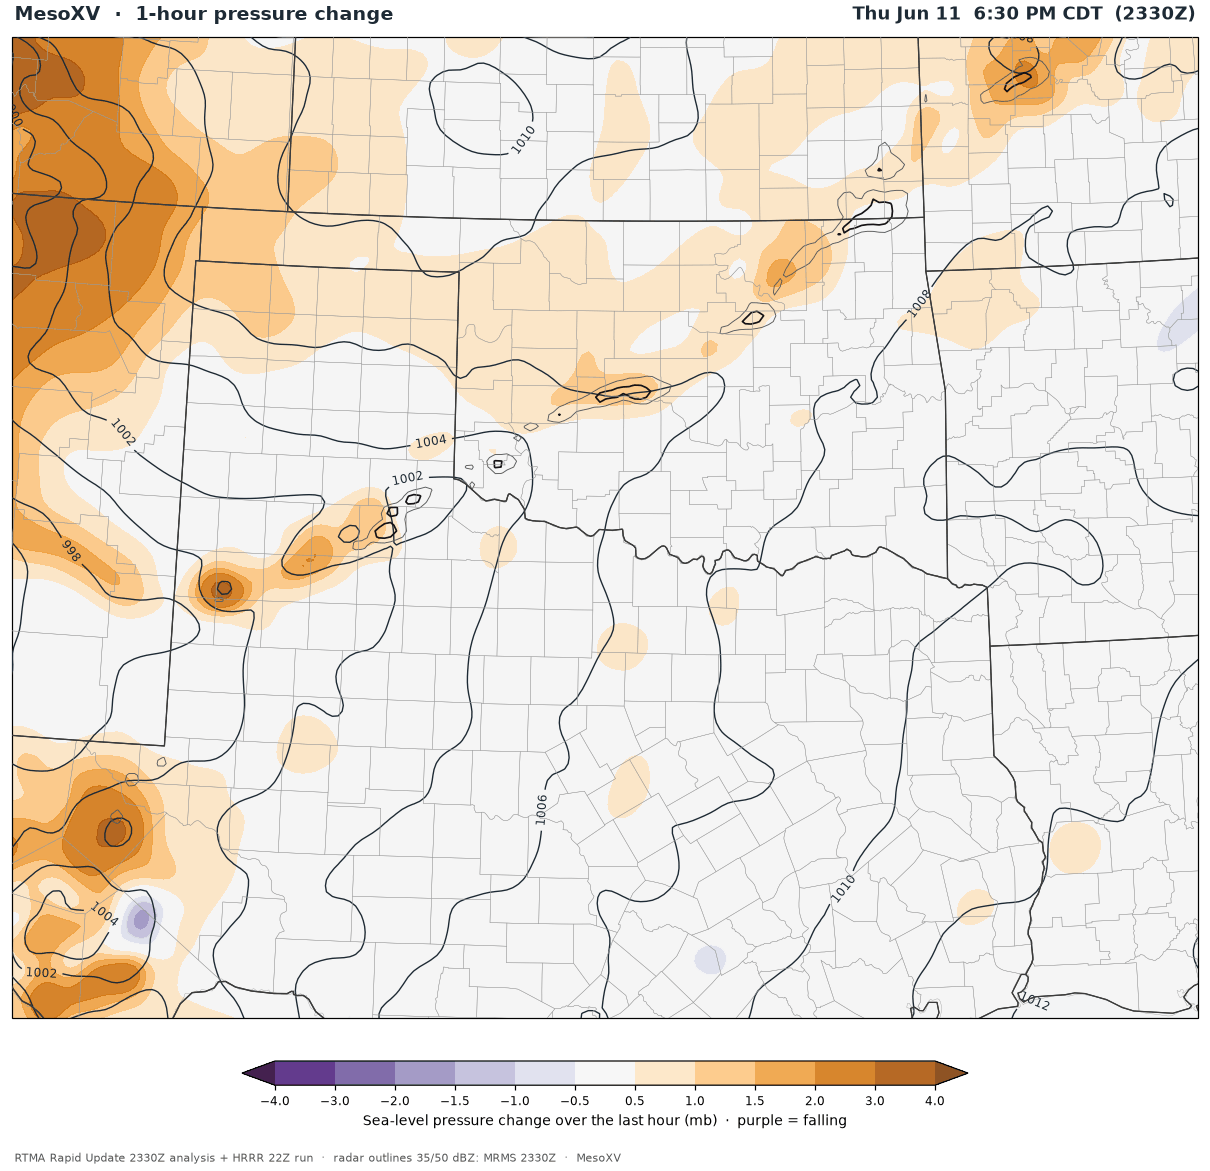 MesoXV · 1-hour pressure change
Thu Jun 11 6:30 PM CDT (2330Z)
1010
1008
1002
1004
1002
998
1006
1010
1004
1002
1012
−4.0 −3.0 −2.0 −1.5 −1.0 −0.5 0.5 1.0 1.5 2.0 3.0 4.0
Sea-level pressure change over the last hour (mb) · purple = falling
RTMA Rapid Update 2330Z analysis + HRRR 22Z run · radar outlines 35/50 dBZ: MRMS 2330Z · MesoXV